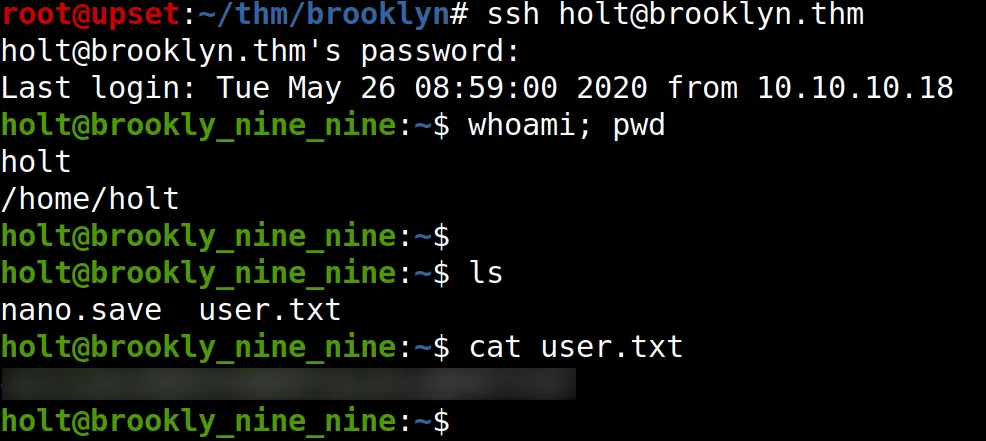 root@upset:~/thm/brooklyn# ssh holt@brooklyn.thm
holt@brooklyn.thm's password:
Last login: Tue May 26 08:59:00 2020 from 10.10.10.18
holt@brookly_nine_nine:~$ whoami; pwd
holt
/home/holt
holt@brookly_nine_nine:~$
holt@brookly_nine_nine:~$ ls
nano.save  user.txt
holt@brookly_nine_nine:~$ cat user.txt
holt@brookly_nine_nine:~$